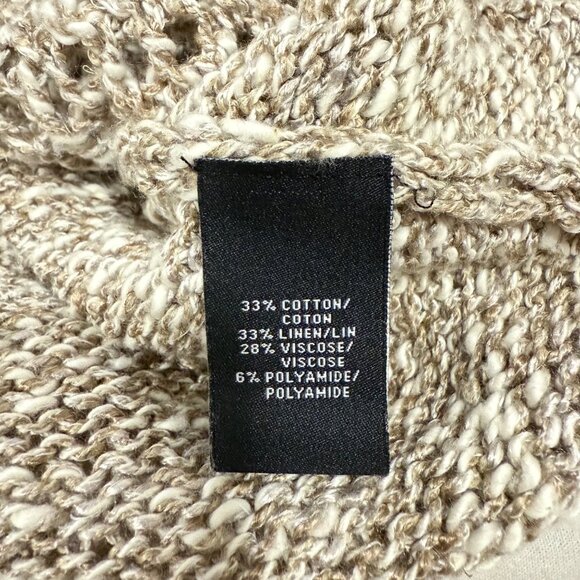 33% COTTON/
COTON
33% LINEN/LIN
28% VISCOSE/
VISCOSE
6% POLYAMIDE/
POLYAMIDE